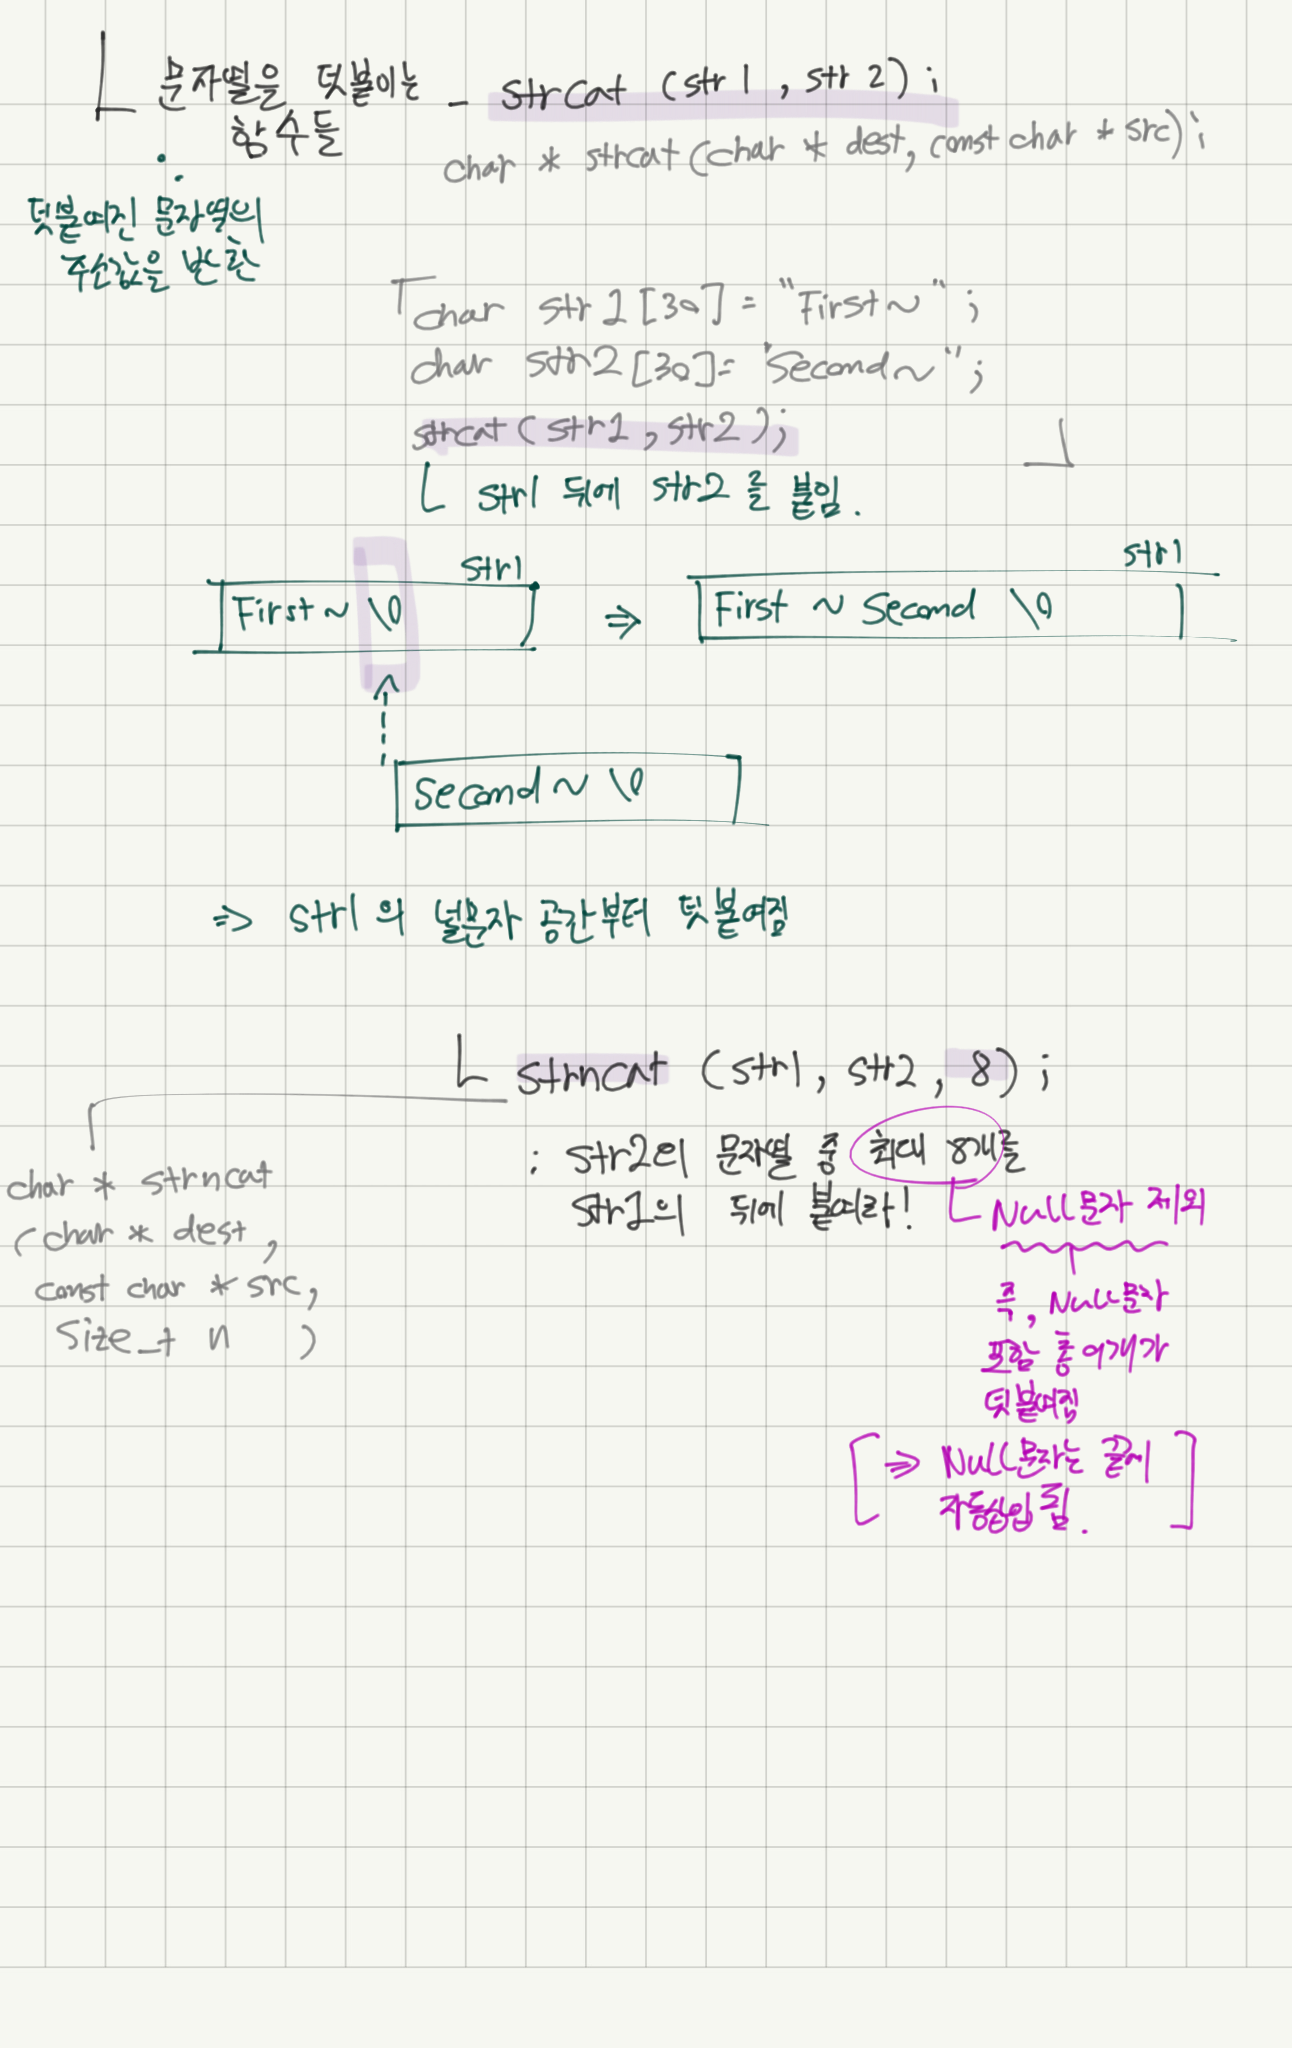 문자열을 덧붙이는 - strcat (str1, str2);
함수들
char * strcat(char * dest, const char * src);
덧붙여진 문자열의
주소값을 반환
char str1[30] = "First~";
char str2[30]= "Second~";
strcat(str1, str2);
str1 뒤에 str2를 붙임.
str1
First~ \0
⇒
str1
First ~ Second \0
Second~ \0
⇒ str1의 널문자 공간부터 덧붙여짐
strncat (str1, str2, 8);
: str2의 문자열 중 최대 8개를
str1의 뒤에 붙여라!
Null문자 제외
즉, Null문자
포함 총 9개가
덧붙여짐
⇒ Null문자는 끝에
자동삽입 됨.
char * strncat
(char * dest,
const char * src,
size_t n )